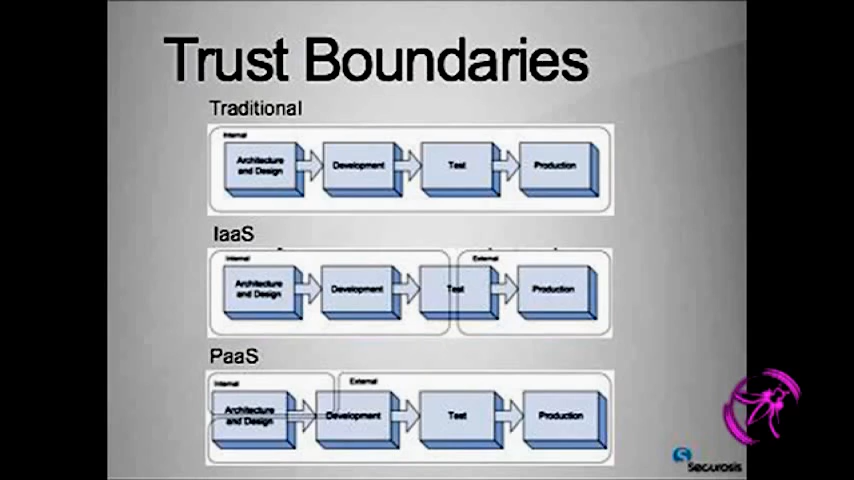 Trust Boundaries
Traditional
Internal
Architecture and Design
Development
Test
Production
IaaS
Internal
External
Architecture and Design
Development
Test
Production
PaaS
Internal
External
Architecture and Design
Development
Test
Production
Securosis